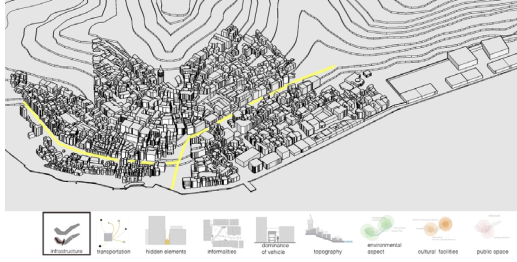 infrastructure
transportation
hidden elements
informalities
dominance
of vehicle
topography
environmental
aspect
cultural facilities
public space